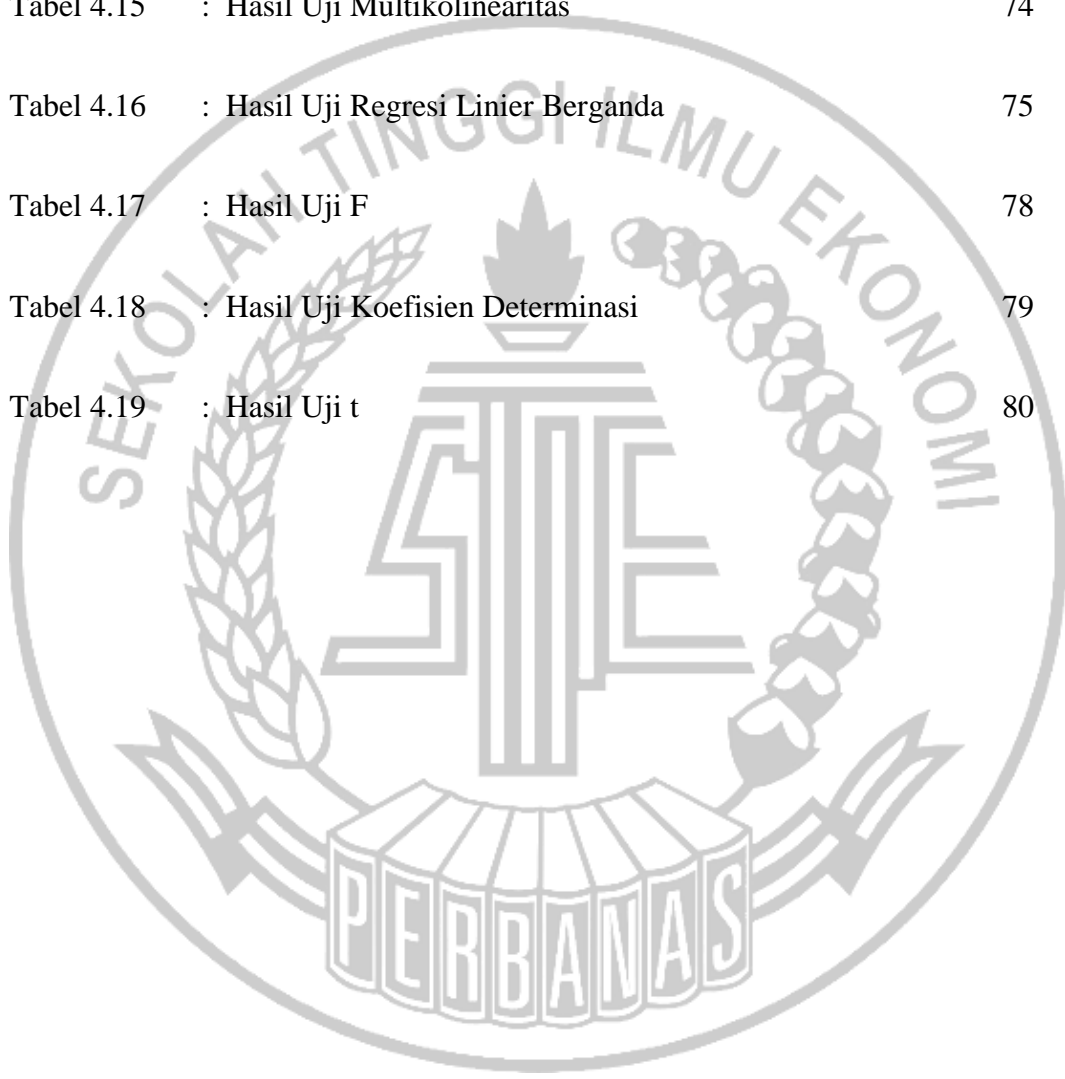 Tabel 4.15 : Hasil Uji Multikolinearitas 74
Tabel 4.16 : Hasil Uji Regresi Linier Berganda 75
Tabel 4.17 : Hasil Uji F 78
Tabel 4.18 : Hasil Uji Koefisien Determinasi 79
Tabel 4.19 : Hasil Uji t 80
SEKOLAH TINGGI ILMU EKONOMI
STIE
PERBANAS